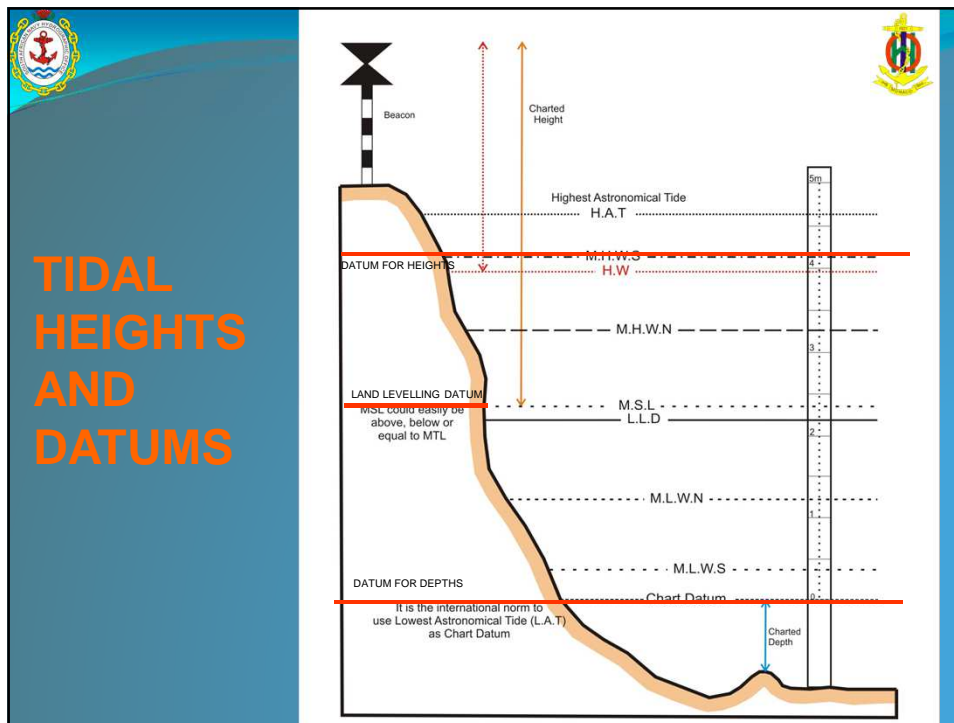 TIDAL
HEIGHTS
AND
DATUMS
Beacon
Charted
Height
5m
Highest Astronomical Tide
H.A.T
M.H.W.S
DATUM FOR HEIGHTS
4
H.W
M.H.W.N
3
LAND LEVELLING DATUM
M.S.L
MSL could easily be
above, below or
equal to MTL
L.L.D
2
M.L.W.N
1
M.L.W.S
DATUM FOR DEPTHS
Chart Datum
0
It is the international norm to
use Lowest Astronomical Tide (L.A.T)
as Chart Datum
Charted
Depth